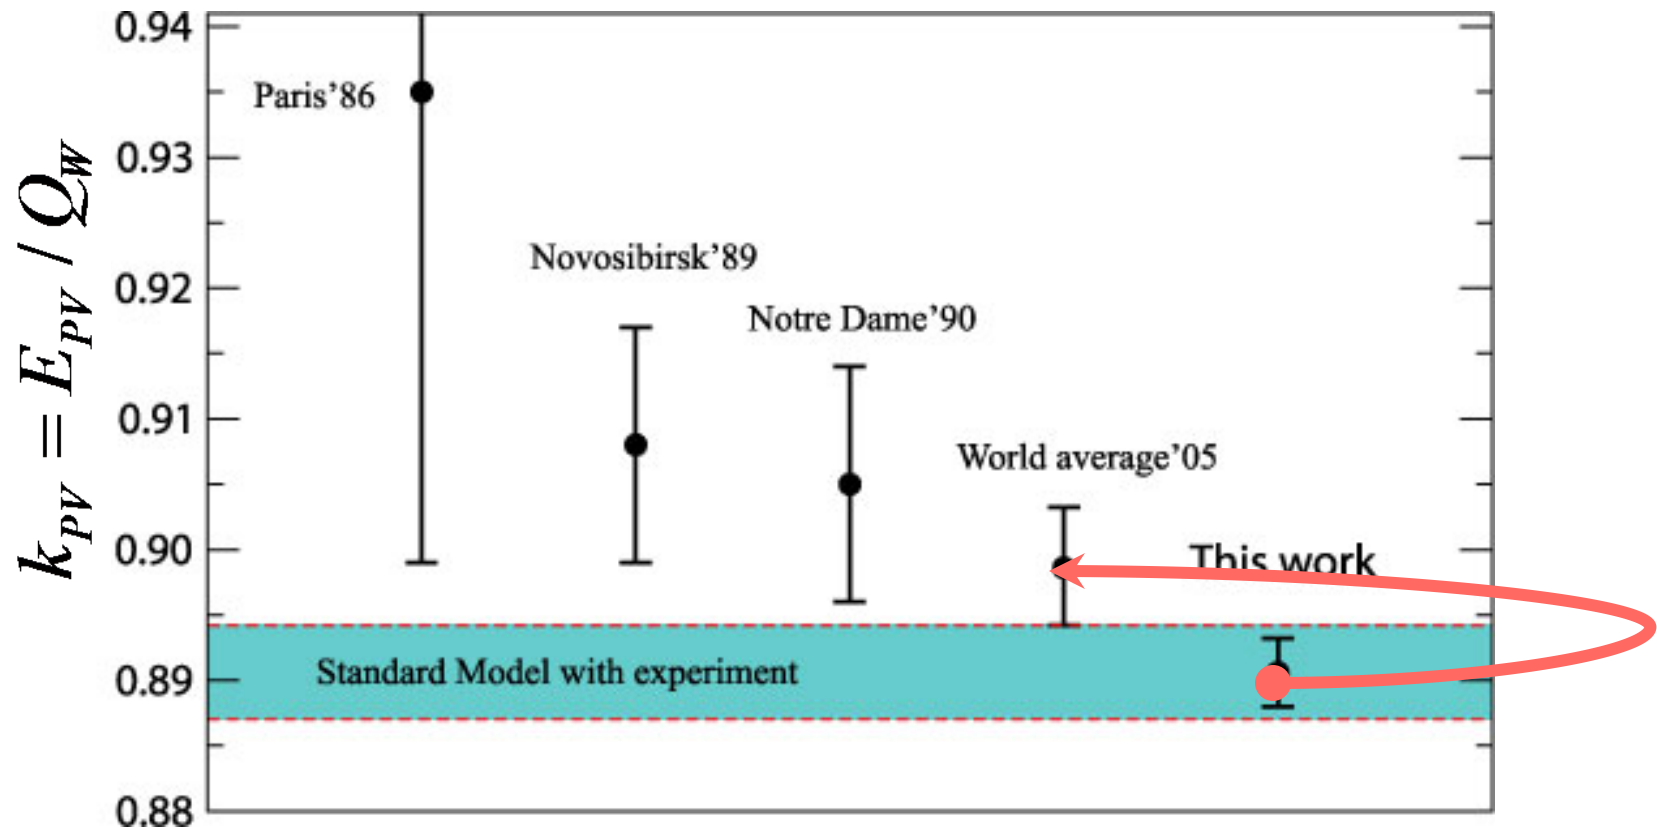 0.94
Paris’86
0.93
Novosibirsk’89
0.92
Notre Dame’90
0.91
World average’05
0.90
This work
0.89
Standard Model with experiment
0.88
k_PV = E_PV / Q_W